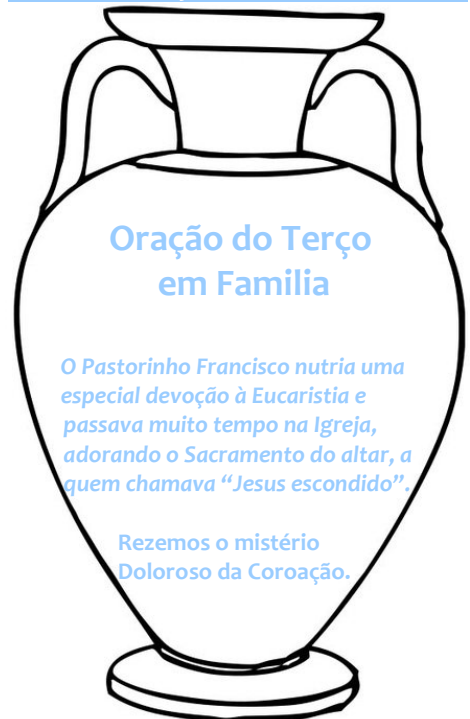 Oração do Terço
em Familia
O Pastorinho Francisco nutria uma
especial devoção à Eucaristia e
passava muito tempo na Igreja,
adorando o Sacramento do altar, a
quem chamava “Jesus escondido”.
Rezemos o mistério
Doloroso da Coroação.